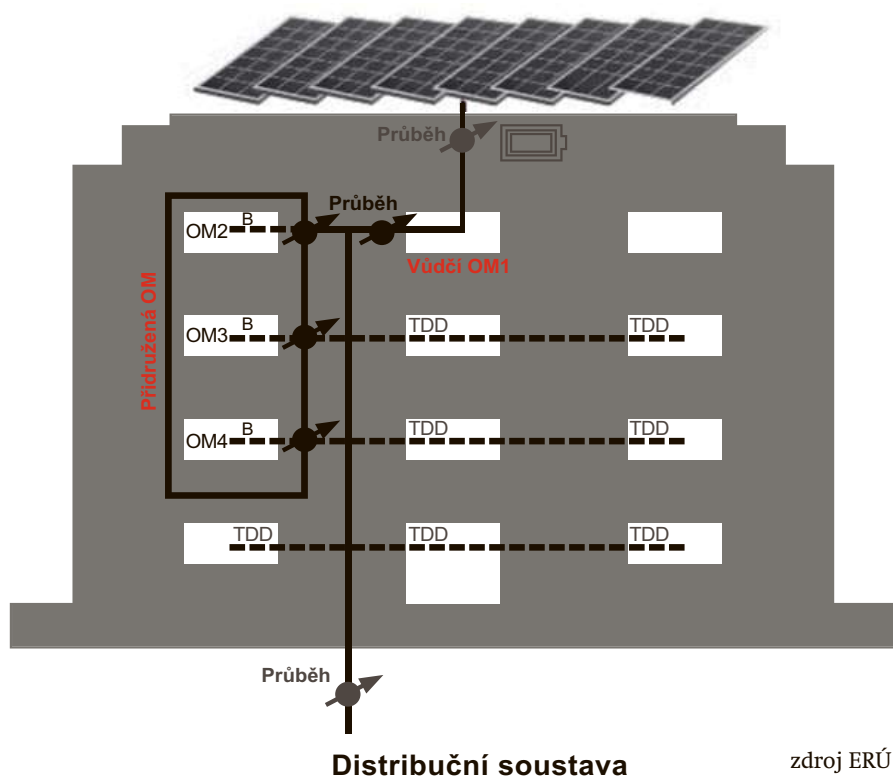 Průběh
Průběh
OM2 B
Vůdčí OM1
Přidružená OM
OM3 B TDD TDD
OM4 B TDD TDD
TDD TDD TDD
Průběh
Distribuční soustava
zdroj ERÚ